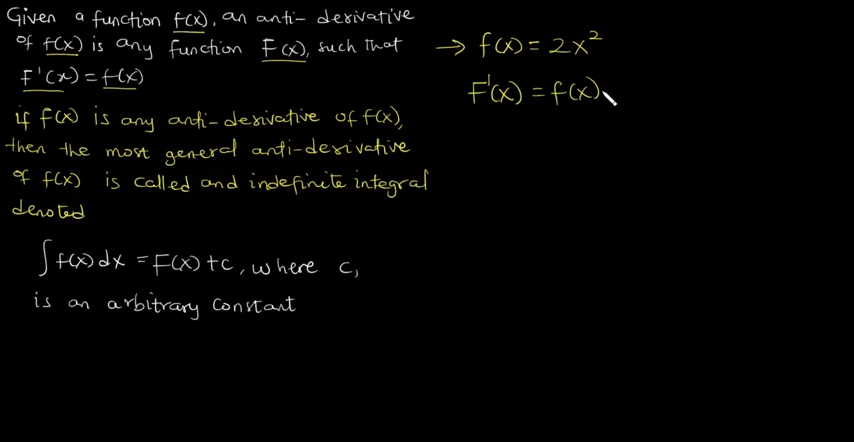 Given a function f(x), an anti-derivative
of f(x) is any function F(x), such that
F'(x) = f(x)
if F(x) is any anti-derivative of f(x),
then the most general anti-derivative
of f(x) is called and indefinite integral
denoted
∫ f(x) dx = F(x) + c, where c,
is an arbitrary constant
→ f(x) = 2x²
F'(x) = f(x)